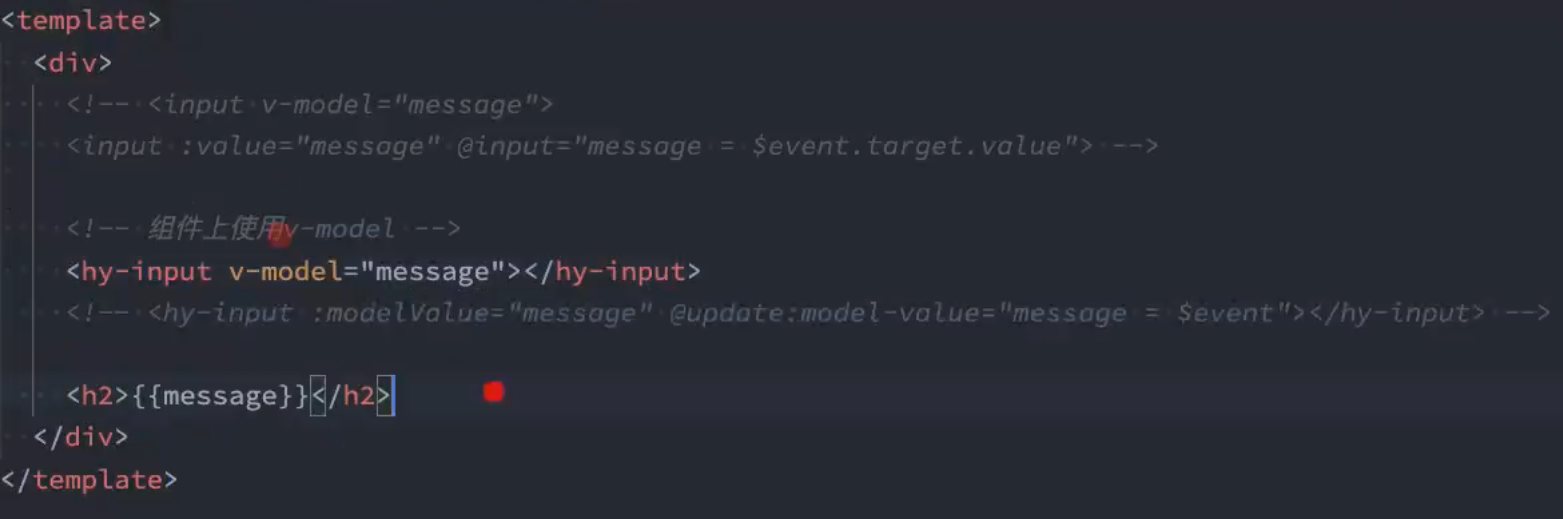 <template>
<div>
<!-- <input v-model="message">
<input :value="message" @input="message = $event.target.value"> -->
<!-- 组件上使用v-model -->
<hy-input v-model="message"></hy-input>
<!-- <hy-input :modelValue="message" @update:model-value="message = $event"></hy-input> -->
<h2>{{message}}</h2>
</div>
</template>